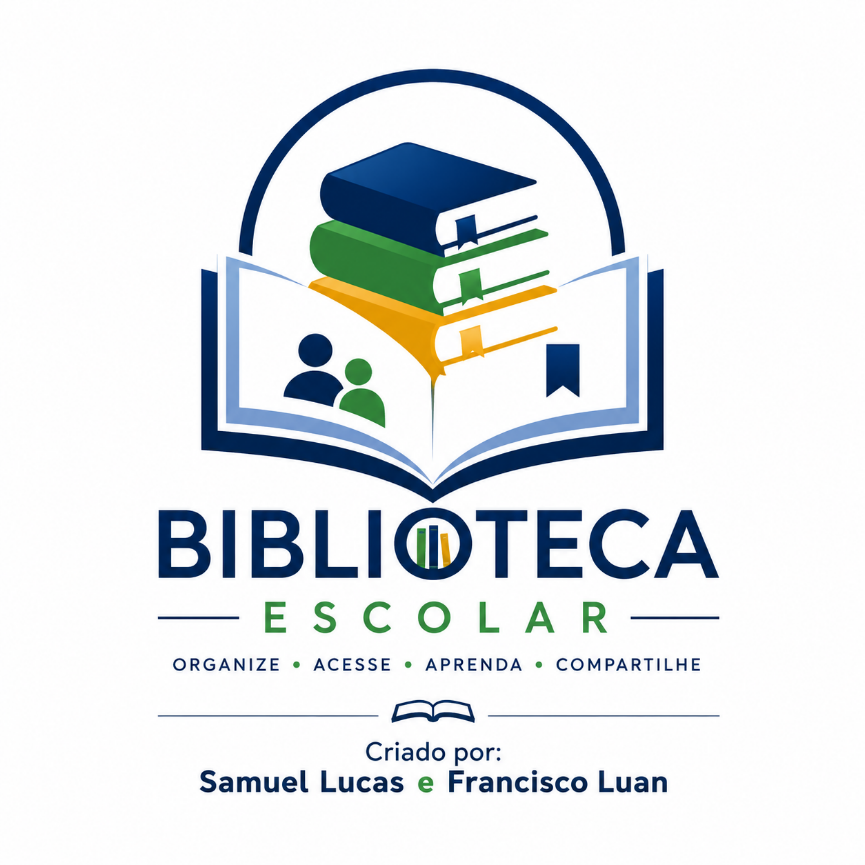 BIBLIOTECA
ESCOLAR
ORGANIZE • ACESSE • APRENDA • COMPARTILHE
Criado por:
Samuel Lucas e Francisco Luan